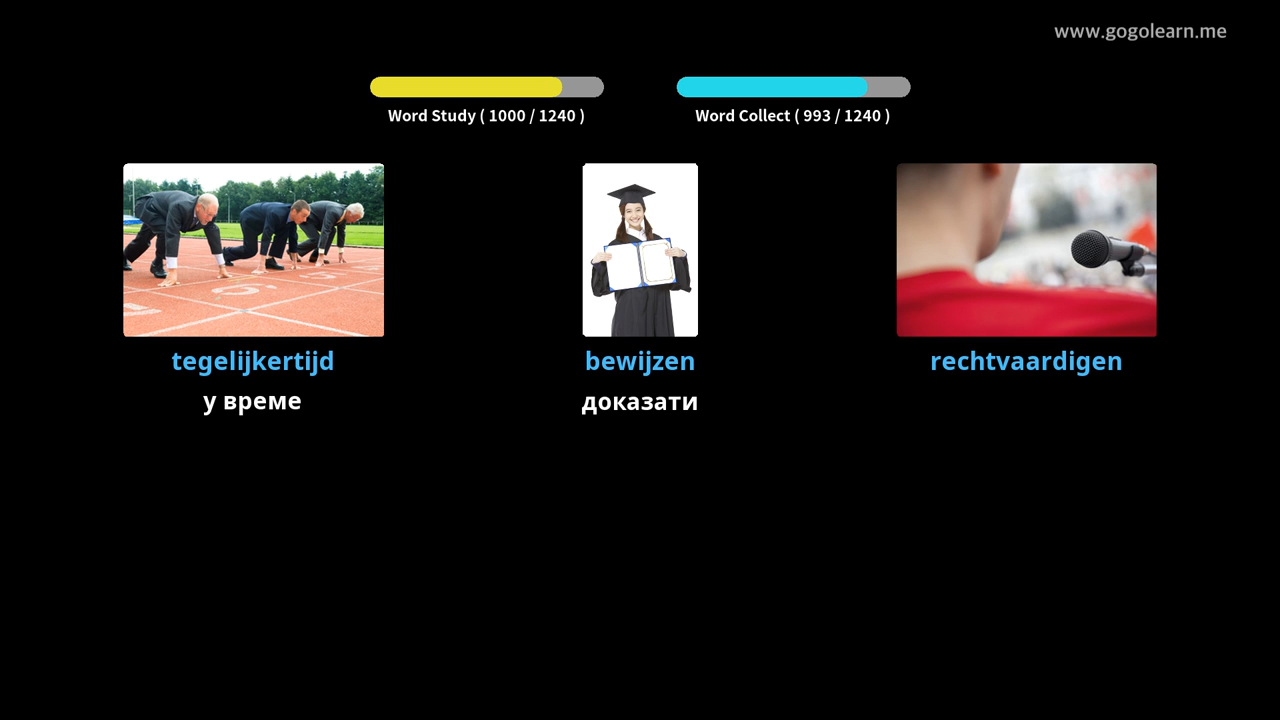 www.gogolearn.me
Word Study ( 1000 / 1240 )
Word Collect ( 993 / 1240 )
tegelijkertijd
bewijzen
rechtvaardigen
у време
доказати